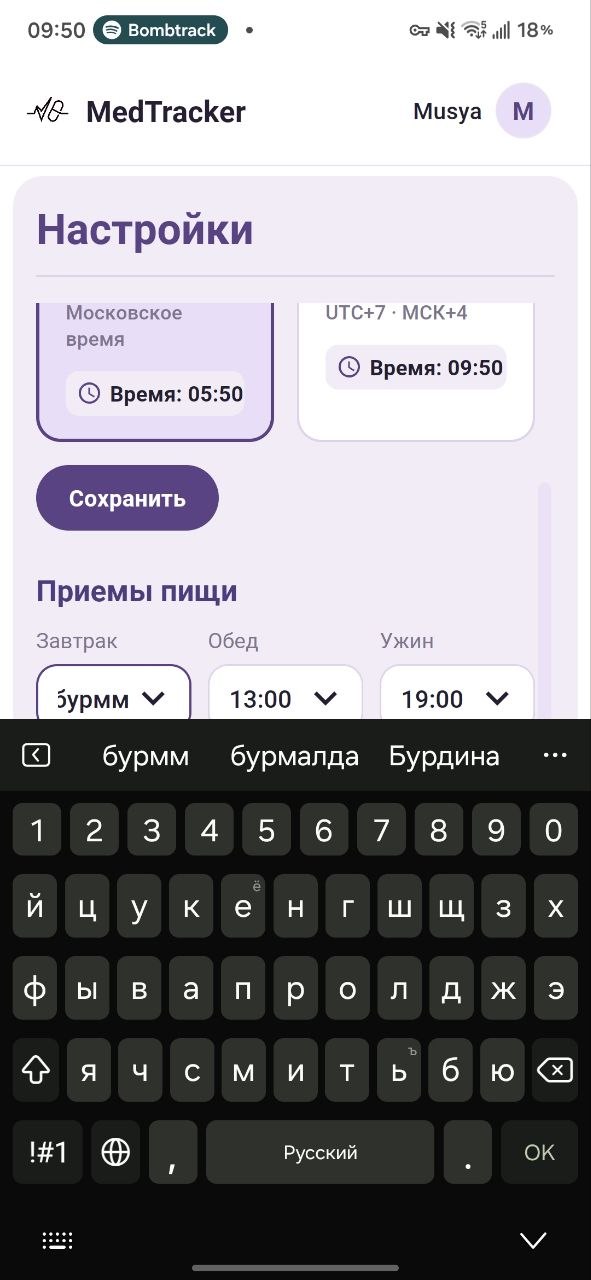 09:50 Bombtrack 18%
MedTracker Musya M
Настройки
Московское
время
Время: 05:50
UTC+7 · МСК+4
Время: 09:50
Сохранить
Приемы пищи
Завтрак Обед Ужин
бурмм 13:00 19:00
бурмм бурмалда Бурдина ...
1 2 3 4 5 6 7 8 9 0
й ц у к е ё н г ш щ з х
ф ы в а п р о л д ж э
я ч с м и т ь ъ б ю
!#1 , Русский . OK